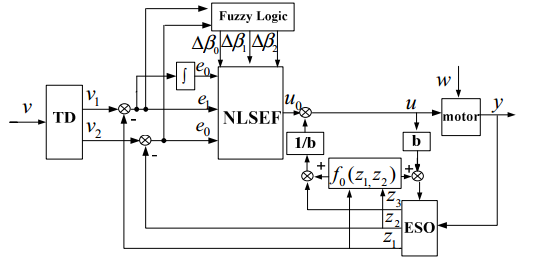 Fuzzy Logic
Δβ₀ Δβ₁ Δβ₂
∫
e₀
w
v
TD
v₁
v₂
-
-
e₁
e₀
NLSEF
u₀
u
motor
y
1/b
b
+
f₀(z₁,z₂)
+
z₃
z₂
z₁
ESO